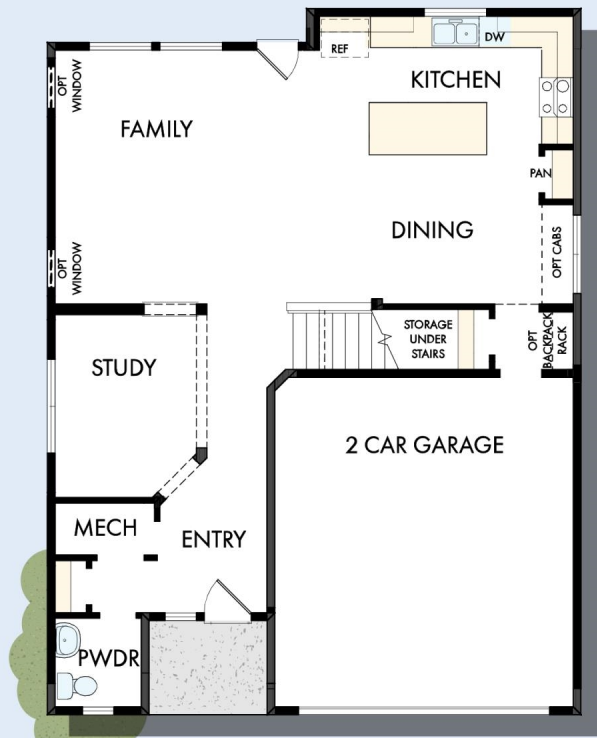 REF
DW
KITCHEN
OPT
WINDOW
FAMILY
PAN
DINING
OPT CABS
OPT
WINDOW
STORAGE
UNDER
STAIRS
OPT
BACKPACK
RACK
STUDY
2 CAR GARAGE
MECH
ENTRY
PWDR